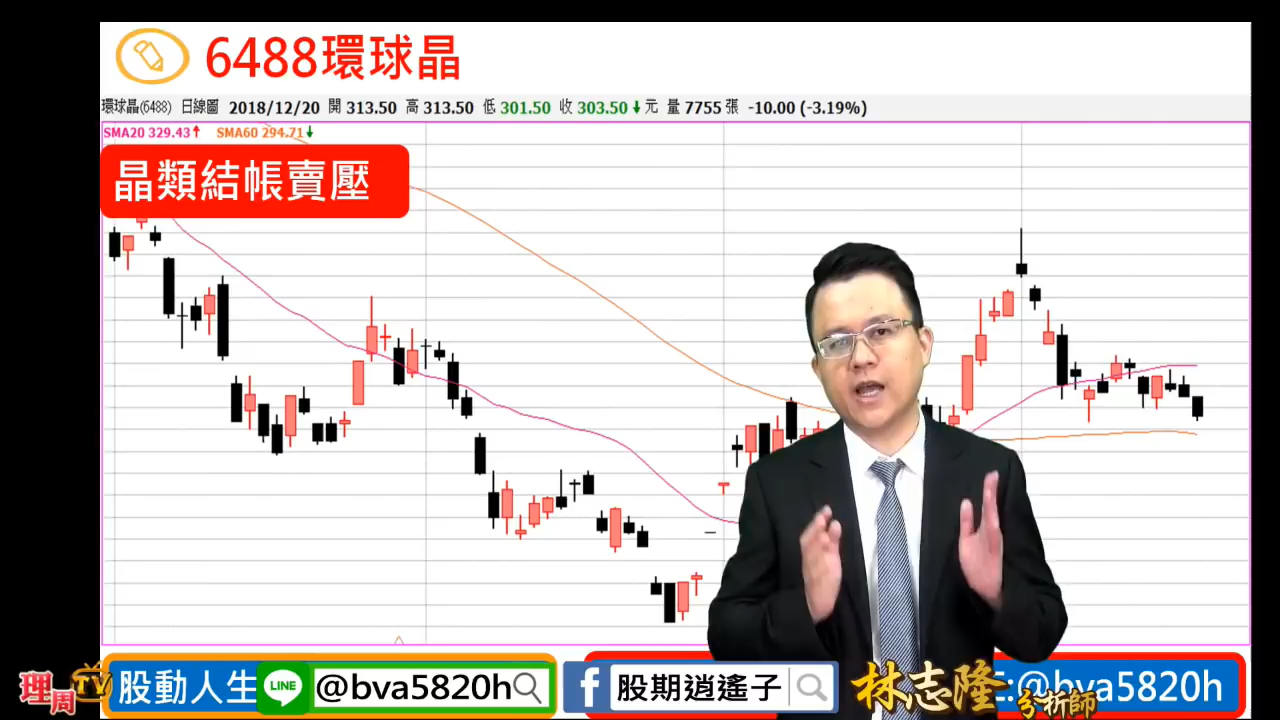 6488環球晶
環球晶(6488) 日線圖 2018/12/20 開 313.50 高 313.50 低 301.50 收 303.50↓元 量 7755 張 -10.00 (-3.19%)
SMA20 329.43↑ SMA60 294.71↓
晶類結帳賣壓
理周TV
股動人生
LINE
@bva5820h
f
股期逍遙子
林志隆
分析師
:@bva5820h